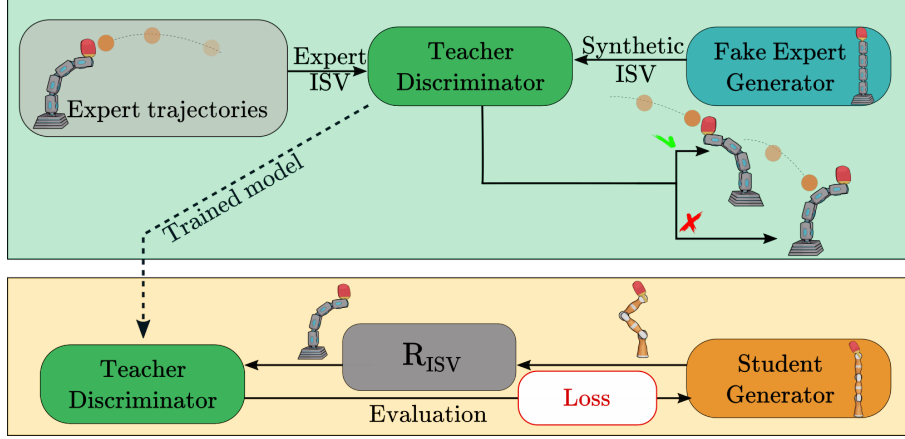 Expert trajectories
Expert
ISV
Teacher
Discriminator
Synthetic
ISV
Fake Expert
Generator
Trained model
Teacher
Discriminator
R_ISV
Evaluation
Loss
Student
Generator